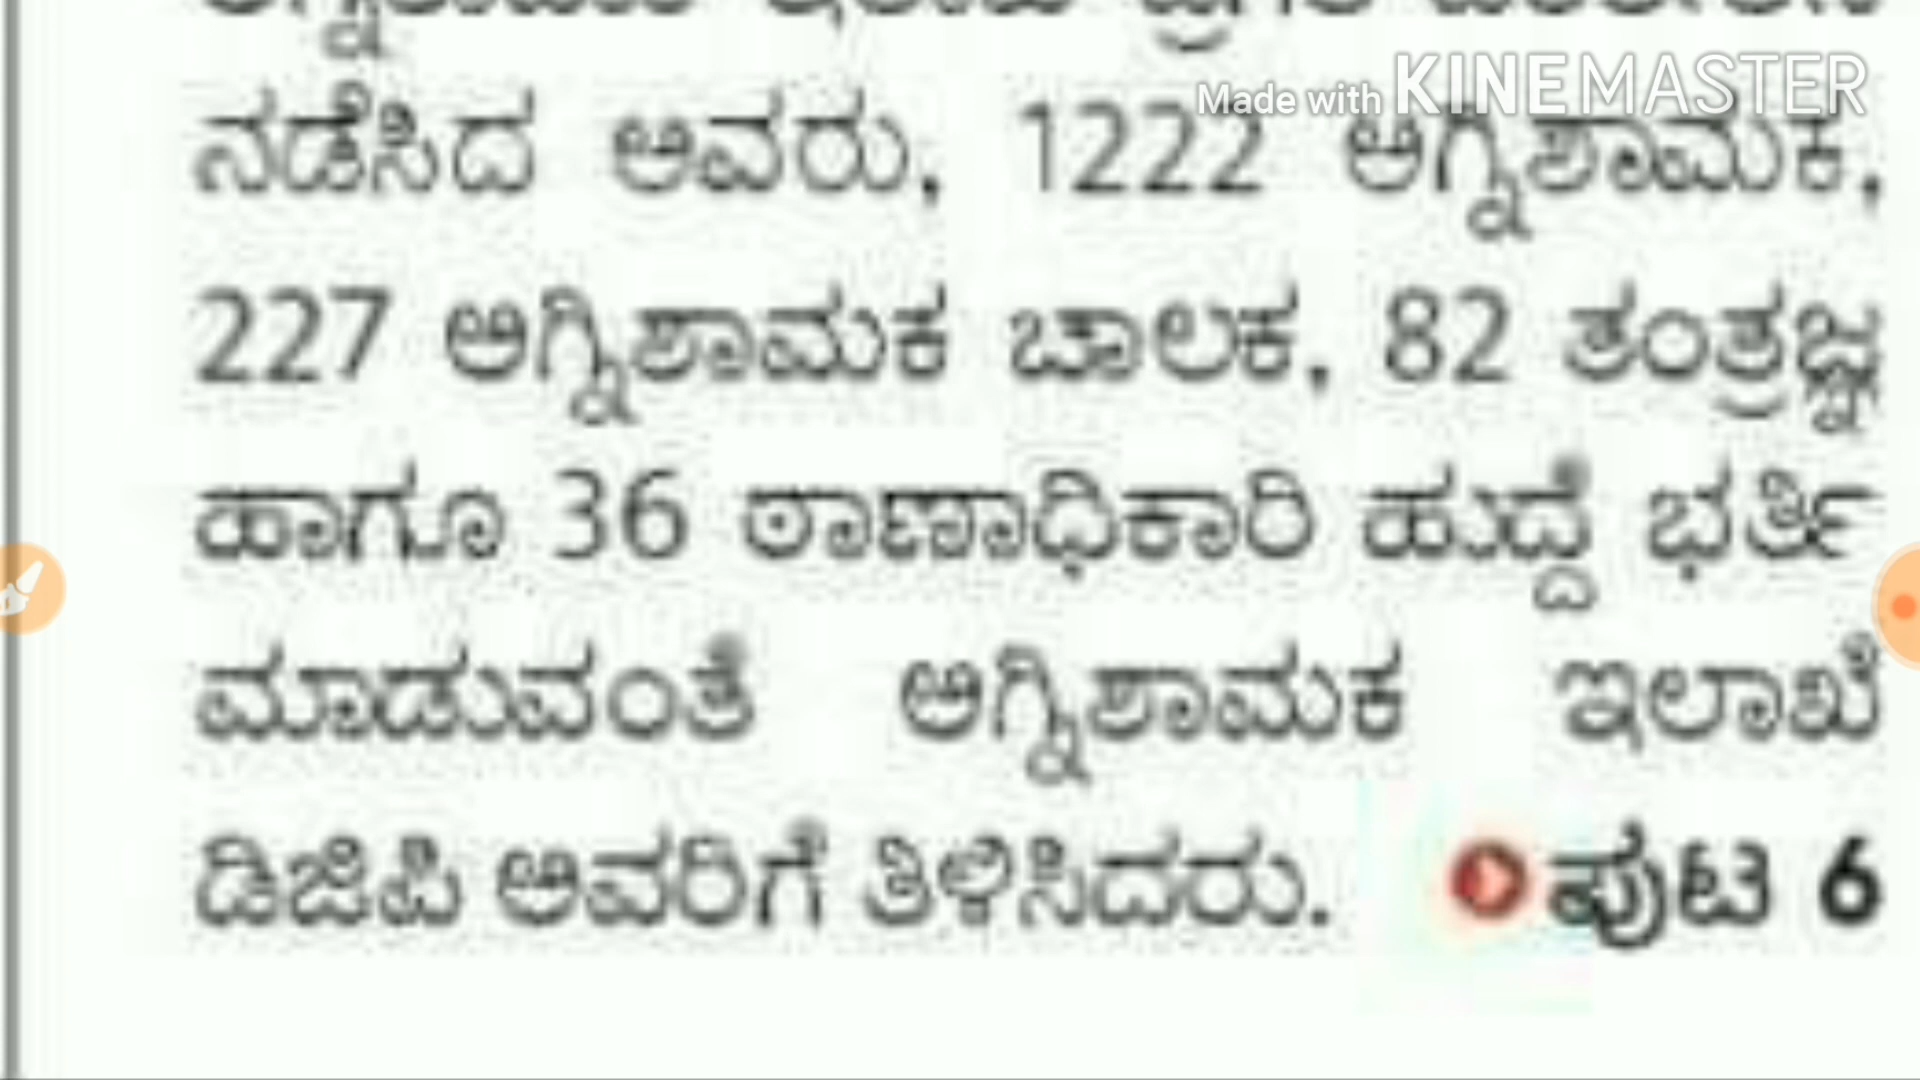 Made with KINEMASTER
ನಡೆಸಿದ ಅವರು, 1222 ಅಗ್ನಿಶಾಮಕ,
227 ಅಗ್ನಿಶಾಮಕ ಚಾಲಕ, 82 ತಂತ್ರಜ್ಞ
ಹಾಗೂ 36 ಠಾಣಾಧಿಕಾರಿ ಹುದ್ದೆ ಭರ್ತಿ
ಮಾಡುವಂತೆ ಅಗ್ನಿಶಾಮಕ ಇಲಾಖೆ
ಡಿಜಿಪಿ ಅವರಿಗೆ ತಿಳಿಸಿದರು. ಪುಟ 6